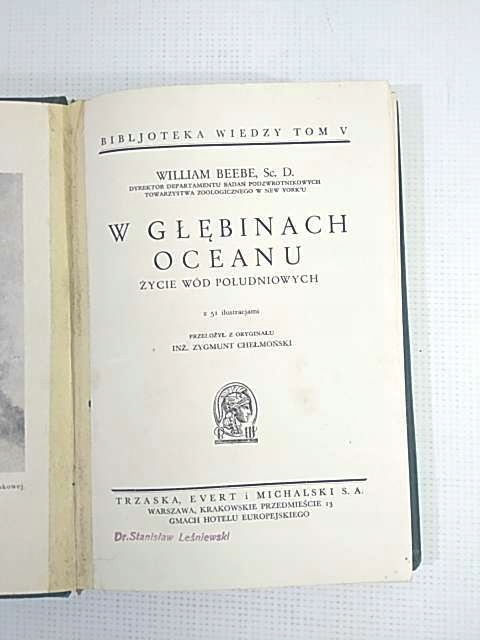 BIBLJOTEKA WIEDZY TOM V
WILLIAM BEEBE, Sc. D.
DYREKTOR DEPARTAMENTU BADAŃ PODZWROTNIKOWYCH
TOWARZYSTWA ZOOLOGICZNEGO W NEW YORK'U
W GŁĘBINACH
OCEANU
ŻYCIE WÓD POŁUDNIOWYCH
z 51 ilustracjami
PRZEŁOŻYŁ Z ORYGINAŁU
INŻ. ZYGMUNT CHEŁMOŃSKI
TRZASKA, EVERT i MICHALSKI S. A.
WARSZAWA, KRAKOWSKIE PRZEDMIEŚCIE 13
GMACH HOTELU EUROPEJSKIEGO
Dr. Stanisław Leśniewski